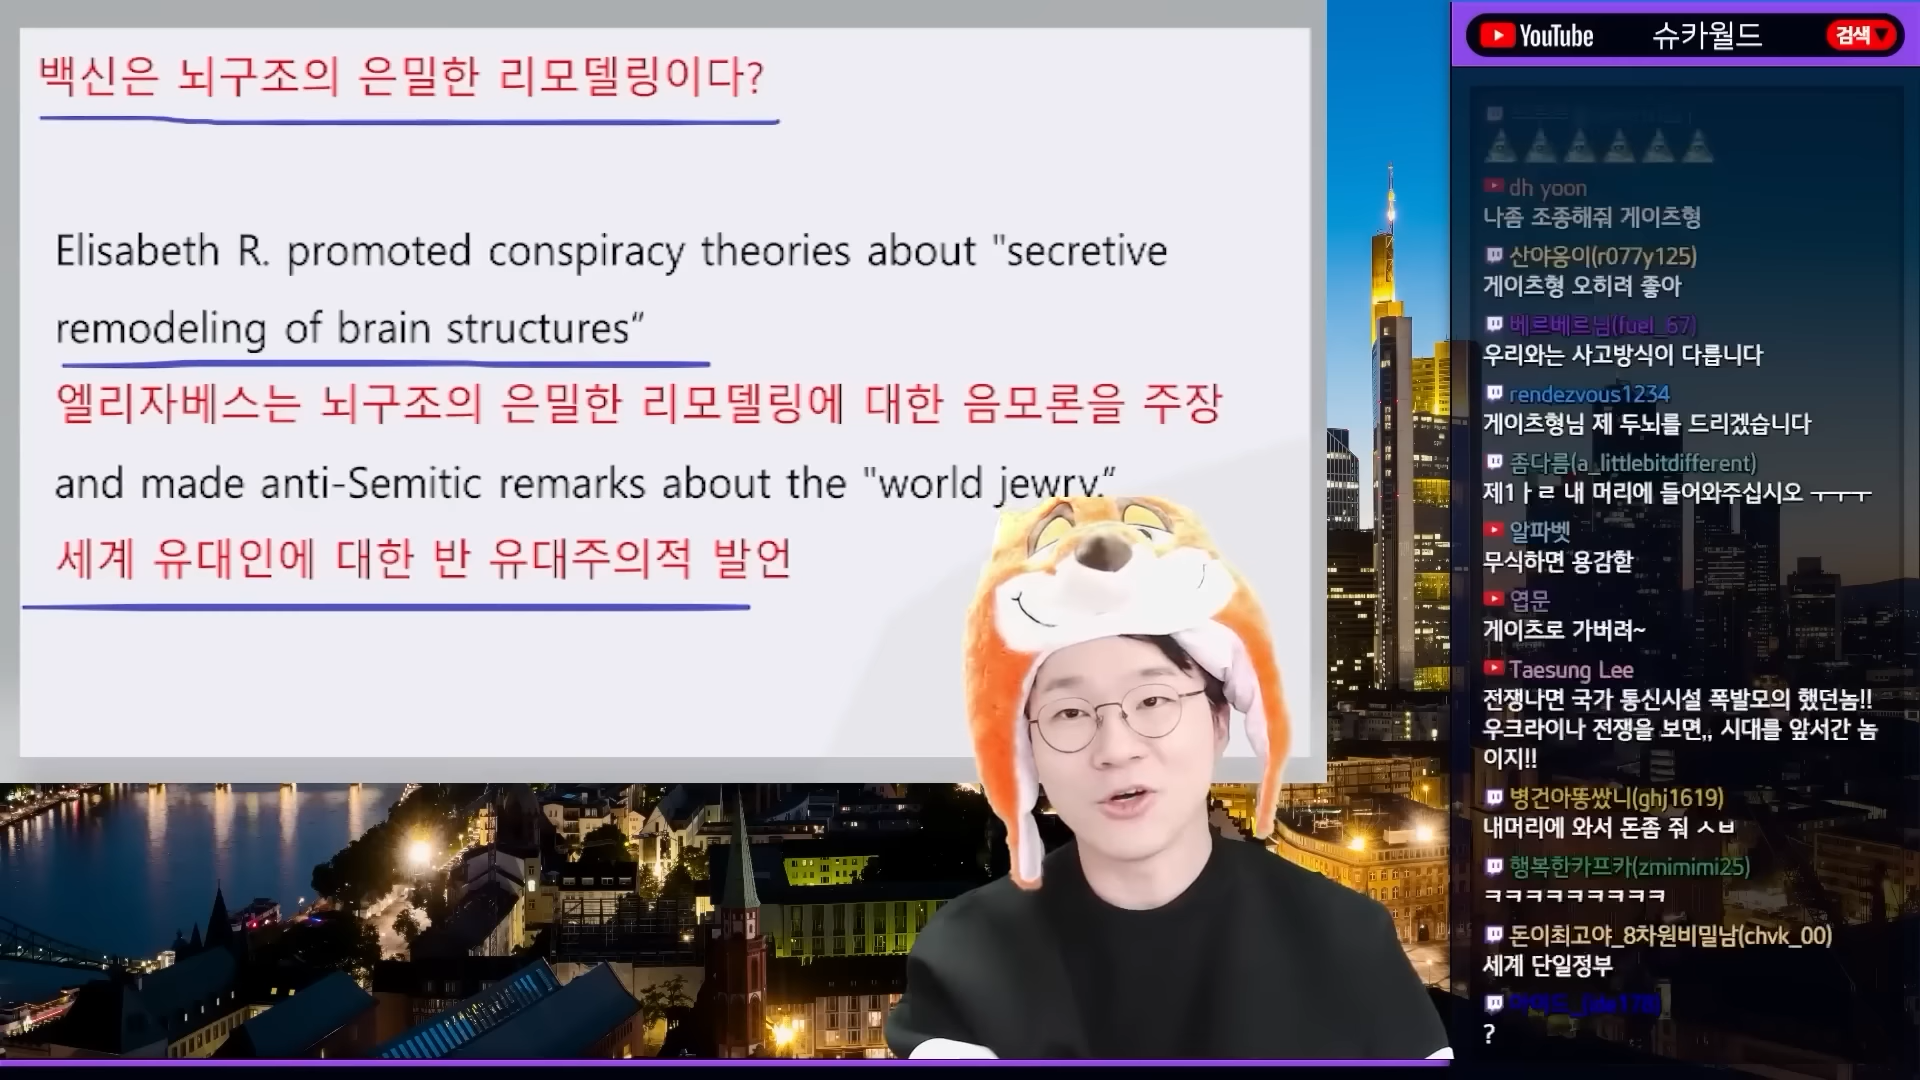 백신은 뇌구조의 은밀한 리모델링이다?
Elisabeth R. promoted conspiracy theories about "secretive
remodeling of brain structures"
엘리자베스는 뇌구조의 은밀한 리모델링에 대한 음모론을 주장
and made anti-Semitic remarks about the "world jewry."
세계 유대인에 대한 반 유대주의적 발언
YouTube 슈카월드 검색
dh yoon
나좀 조종해줘 게이츠형
산야옹이(r077y125)
게이츠형 오히려 좋아
베르베르님(fuel_67)
우리와는 사고방식이 다릅니다
rendezvous1234
게이츠형님 제 두뇌를 드리겠습니다
좀다름(a_littlebitdifferent)
제1ㅏㄹ 내 머리에 들어와주십시오 ㅜㅜㅜ
알파벳
무식하면 용감핟
엽문
게이츠로 가버려~
Taesung Lee
전쟁나면 국가 통신시설 폭발모의 했던놈!!
우크라이나 전쟁을 보면,, 시대를 앞서간 놈
이지!!
병건아똥쌌니(ghj1619)
내머리에 와서 돈좀 줘 ㅅㅂ
행복한카프카(zmimimi25)
ㅋㅋㅋㅋㅋㅋㅋㅋㅋ
돈이최고야_8차원비밀남(chvk_00)
세계 단일정부
?